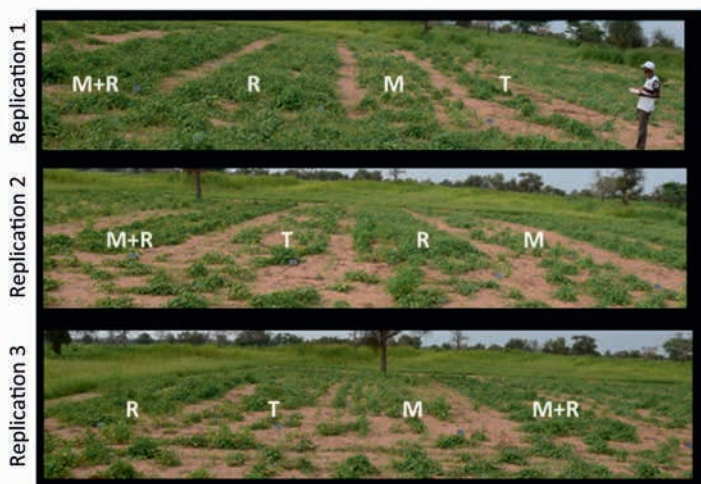 Replication 1
M+R R M T
Replication 2
M+R T R M
Replication 3
R T M M+R